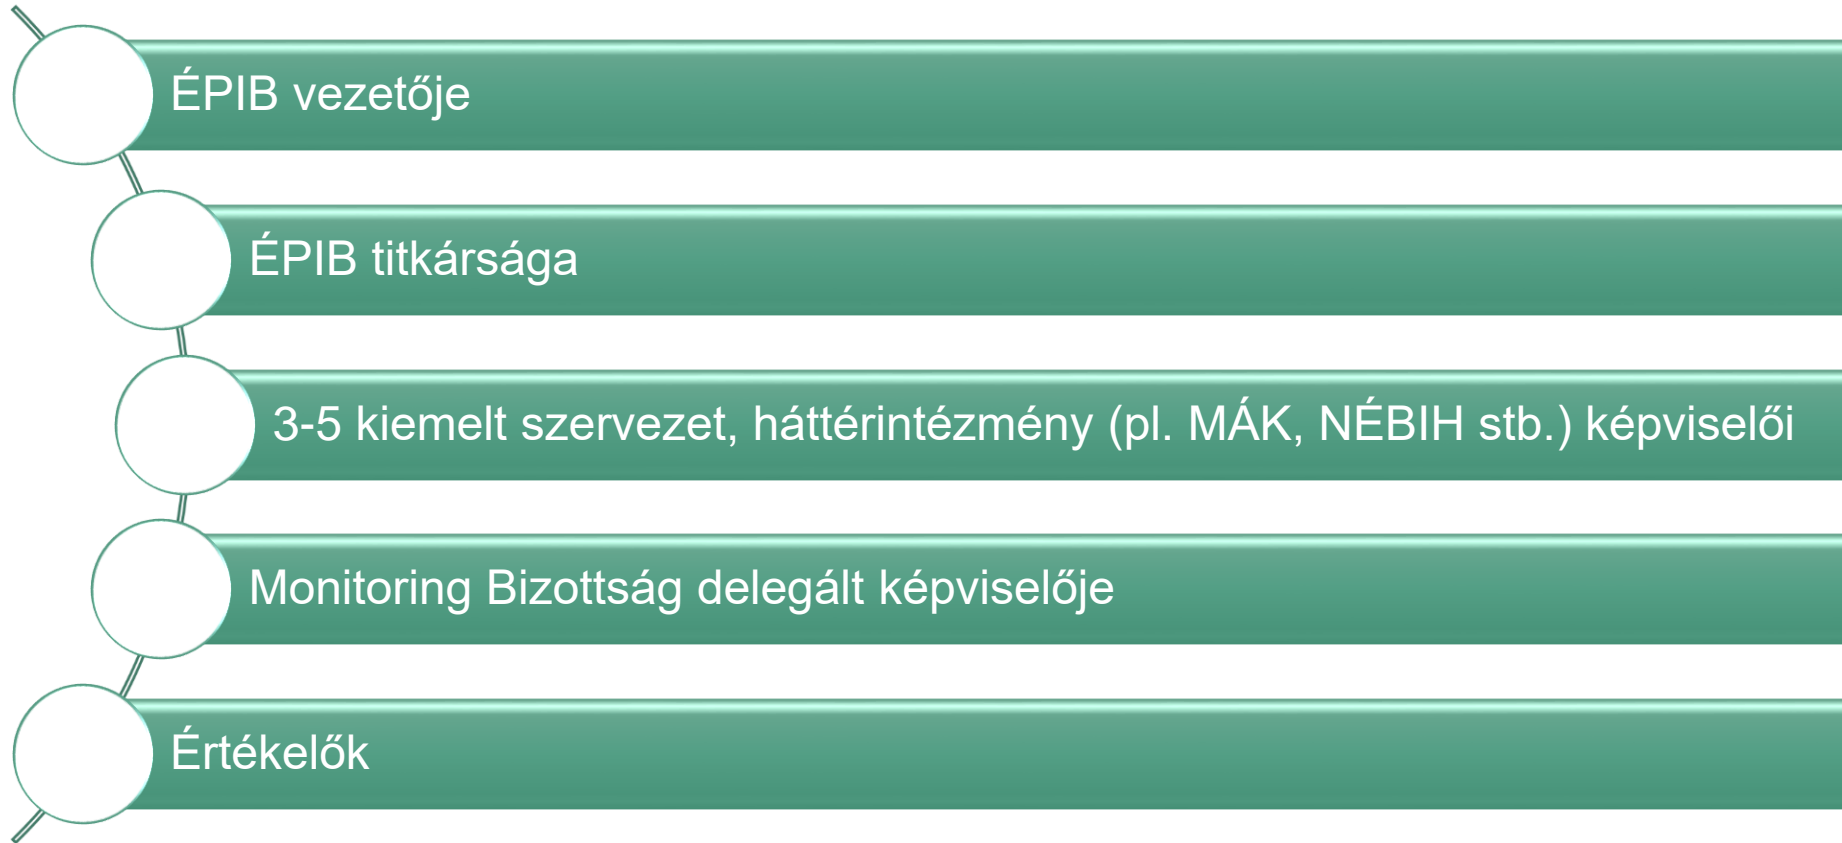 ÉPIB vezetője
ÉPIB titkársága
3-5 kiemelt szervezet, háttérintézmény (pl. MÁK, NÉBIH stb.) képviselői
Monitoring Bizottság delegált képviselője
Értékelők